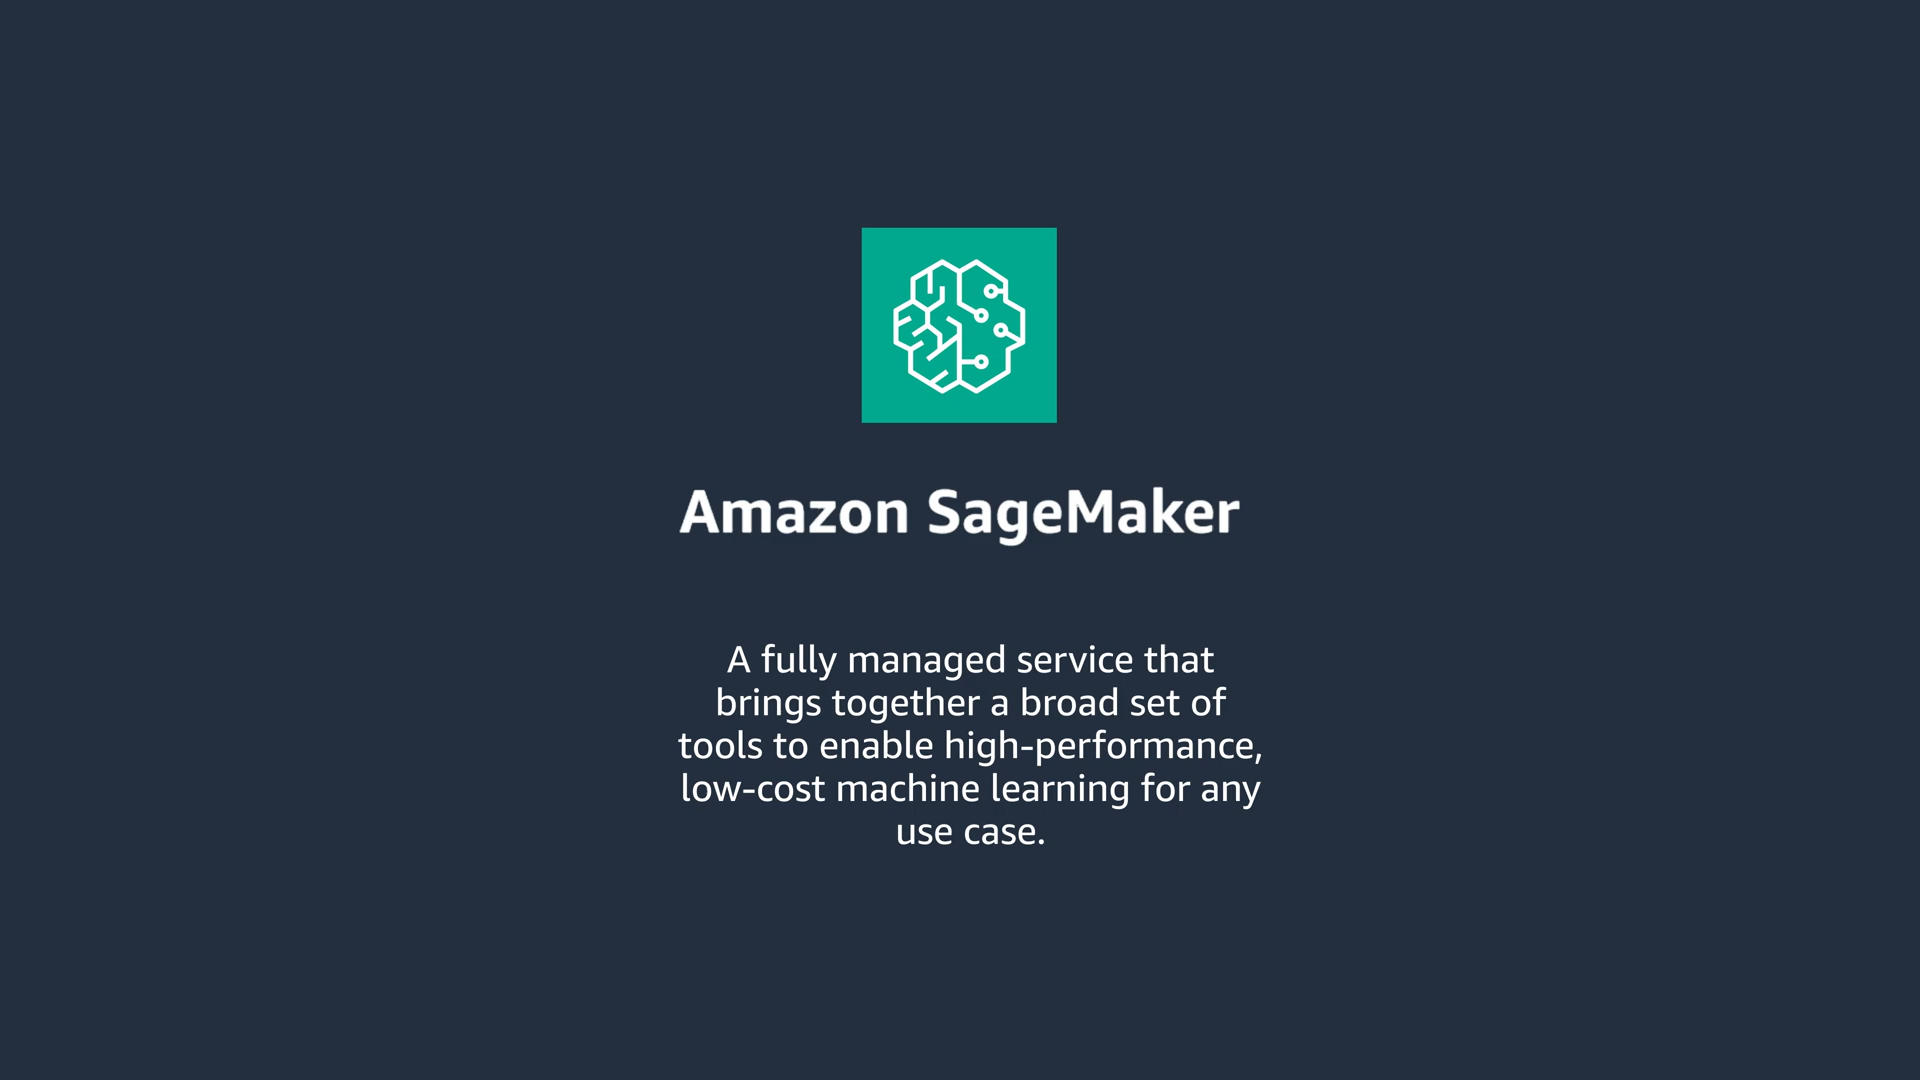 Amazon SageMaker
A fully managed service that
brings together a broad set of
tools to enable high-performance,
low-cost machine learning for any
use case.